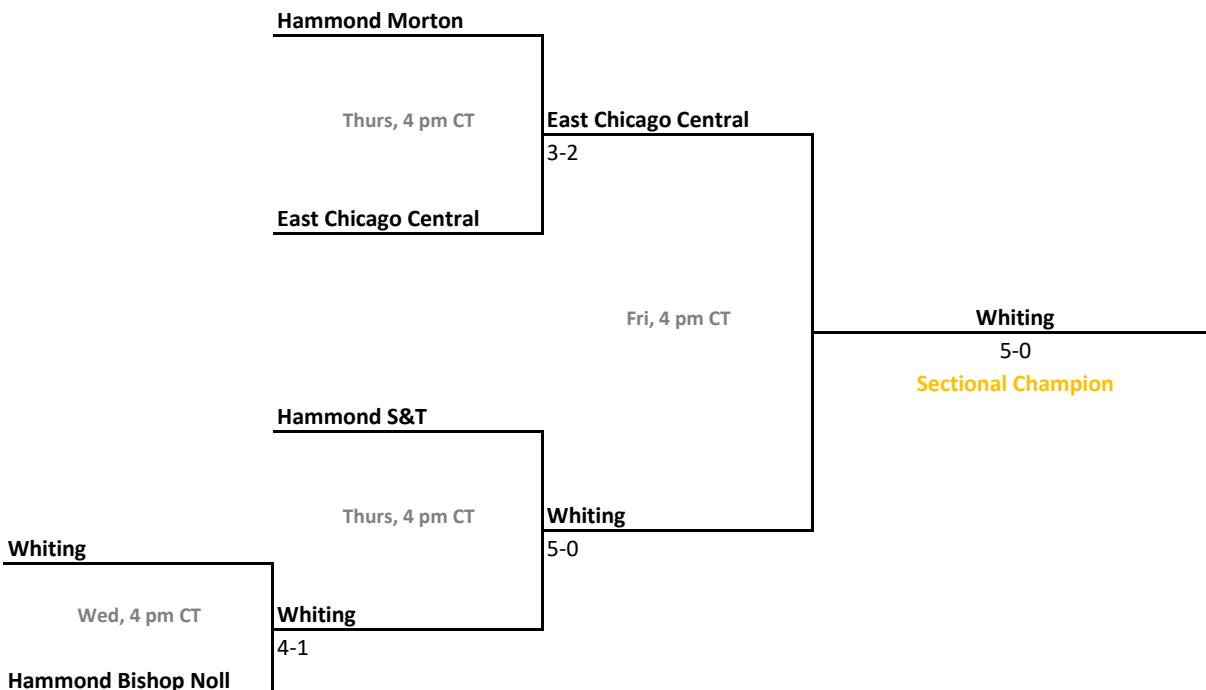 Hammond Morton
Thurs, 4 pm CT
East Chicago Central
3-2
East Chicago Central
Fri, 4 pm CT
Whiting
5-0
Sectional Champion
Hammond S&T
Thurs, 4 pm CT
Whiting
5-0
Whiting
Wed, 4 pm CT
Whiting
4-1
Hammond Bishop Noll